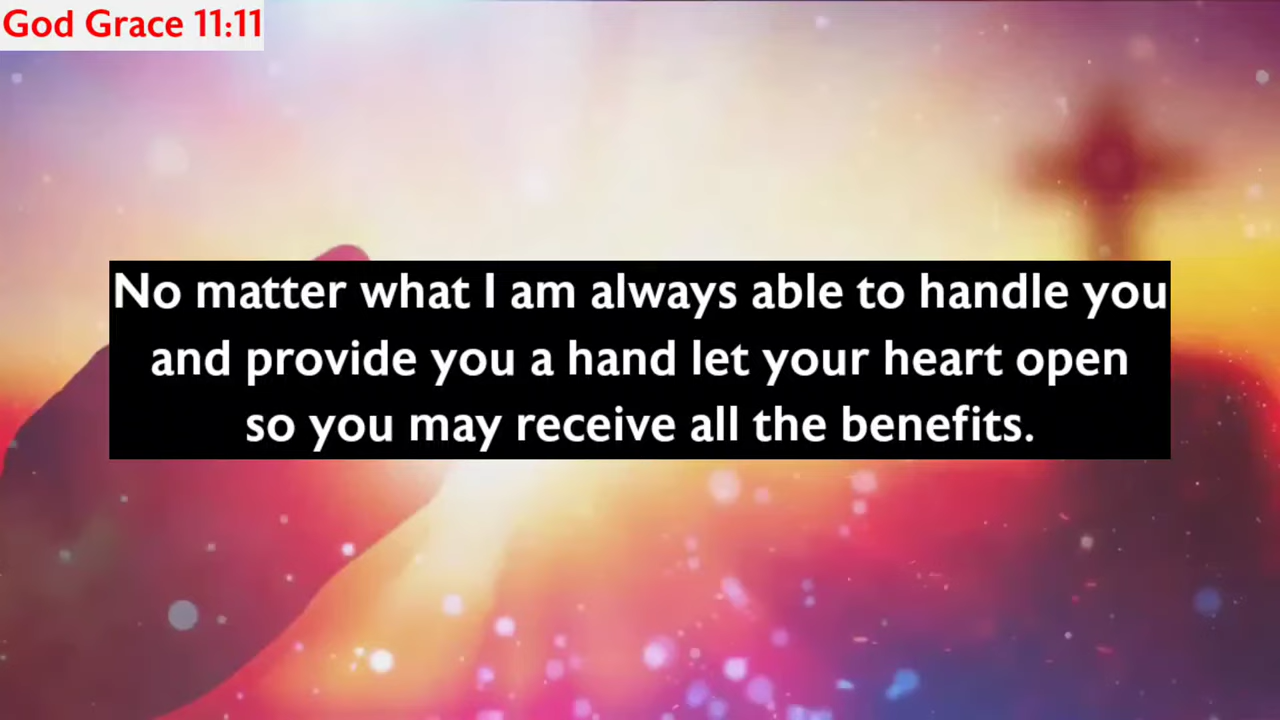 God Grace 11:11
No matter what I am always able to handle you
and provide you a hand let your heart open
so you may receive all the benefits.